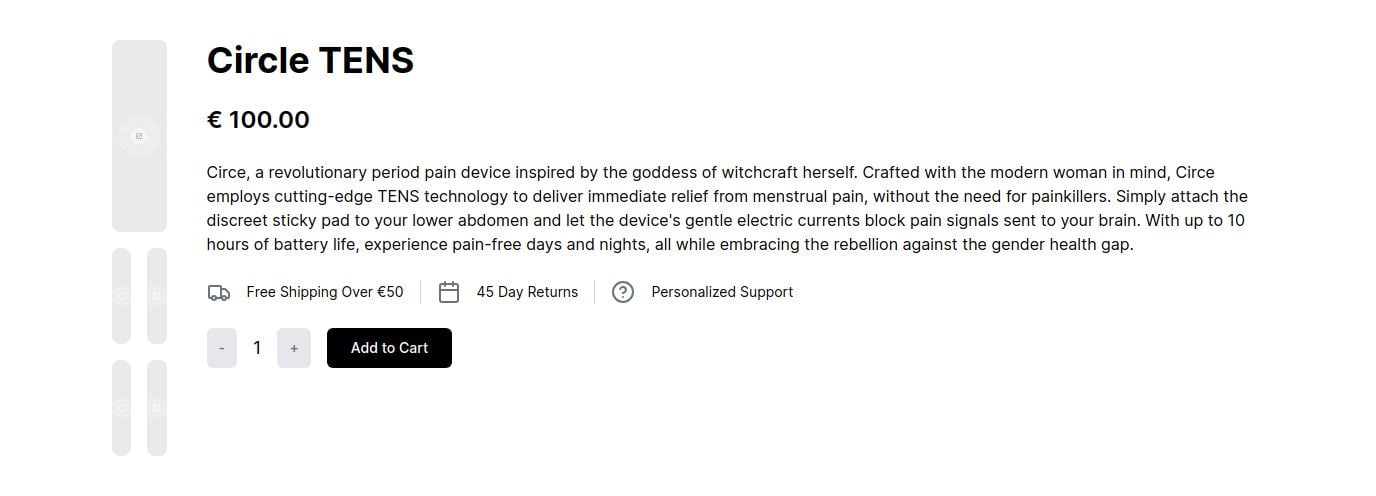 Circle TENS
€ 100.00
Circe, a revolutionary period pain device inspired by the goddess of witchcraft herself. Crafted with the modern woman in mind, Circe
employs cutting-edge TENS technology to deliver immediate relief from menstrual pain, without the need for painkillers. Simply attach the
discreet sticky pad to your lower abdomen and let the device's gentle electric currents block pain signals sent to your brain. With up to 10
hours of battery life, experience pain-free days and nights, all while embracing the rebellion against the gender health gap.
Free Shipping Over €50 45 Day Returns Personalized Support
- 1 + Add to Cart